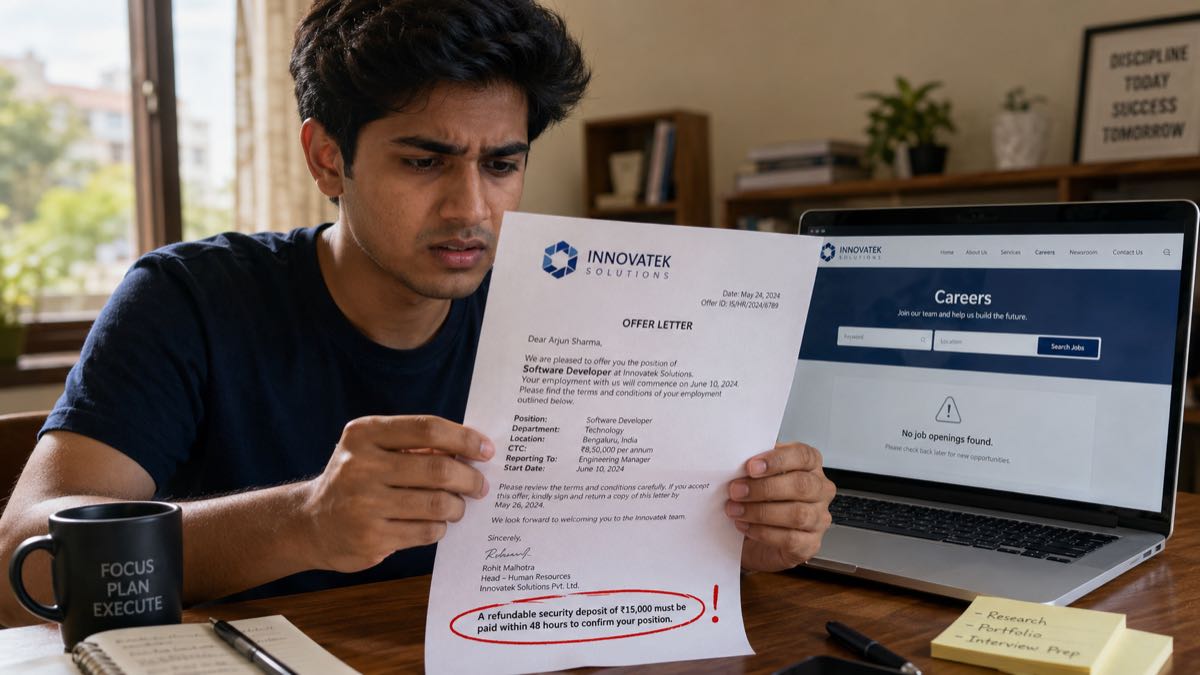 INNOVATEK
SOLUTIONS
Date: May 24, 2024
Offer ID: IS/HR/2024/6789
OFFER LETTER
Dear Arjun Sharma,
We are pleased to offer you the position of
Software Developer at Innovatek Solutions.
Your employment with us will commence on June 10, 2024.
Please find the terms and conditions of your employment
outlined below.
Position: Software Developer
Department: Technology
Location: Bengaluru, India
CTC: ₹8,50,000 per annum
Reporting To: Engineering Manager
Start Date: June 10, 2024
Please review the terms and conditions carefully. If you accept
this offer, kindly sign and return a copy of this letter by
May 26, 2024.
We look forward to welcoming you to the Innovatek team.
Sincerely,
Rohit Malhotra
Head – Human Resources
Innovatek Solutions Pvt. Ltd.
A refundable security deposit of ₹15,000 must be
paid within 48 hours to confirm your position.
!
INNOVATEK
SOLUTIONS
Home About Us Services Careers Newsroom Contact Us
Careers
Join our team and help us build the future.
Keyword Location Search Jobs
!
No job openings found.
Please check back later for new opportunities.
DISCIPLINE
TODAY
SUCCESS
TOMORROW
FOCUS
PLAN
EXECUTE
- Research
- Portfolio
- Interview Prep